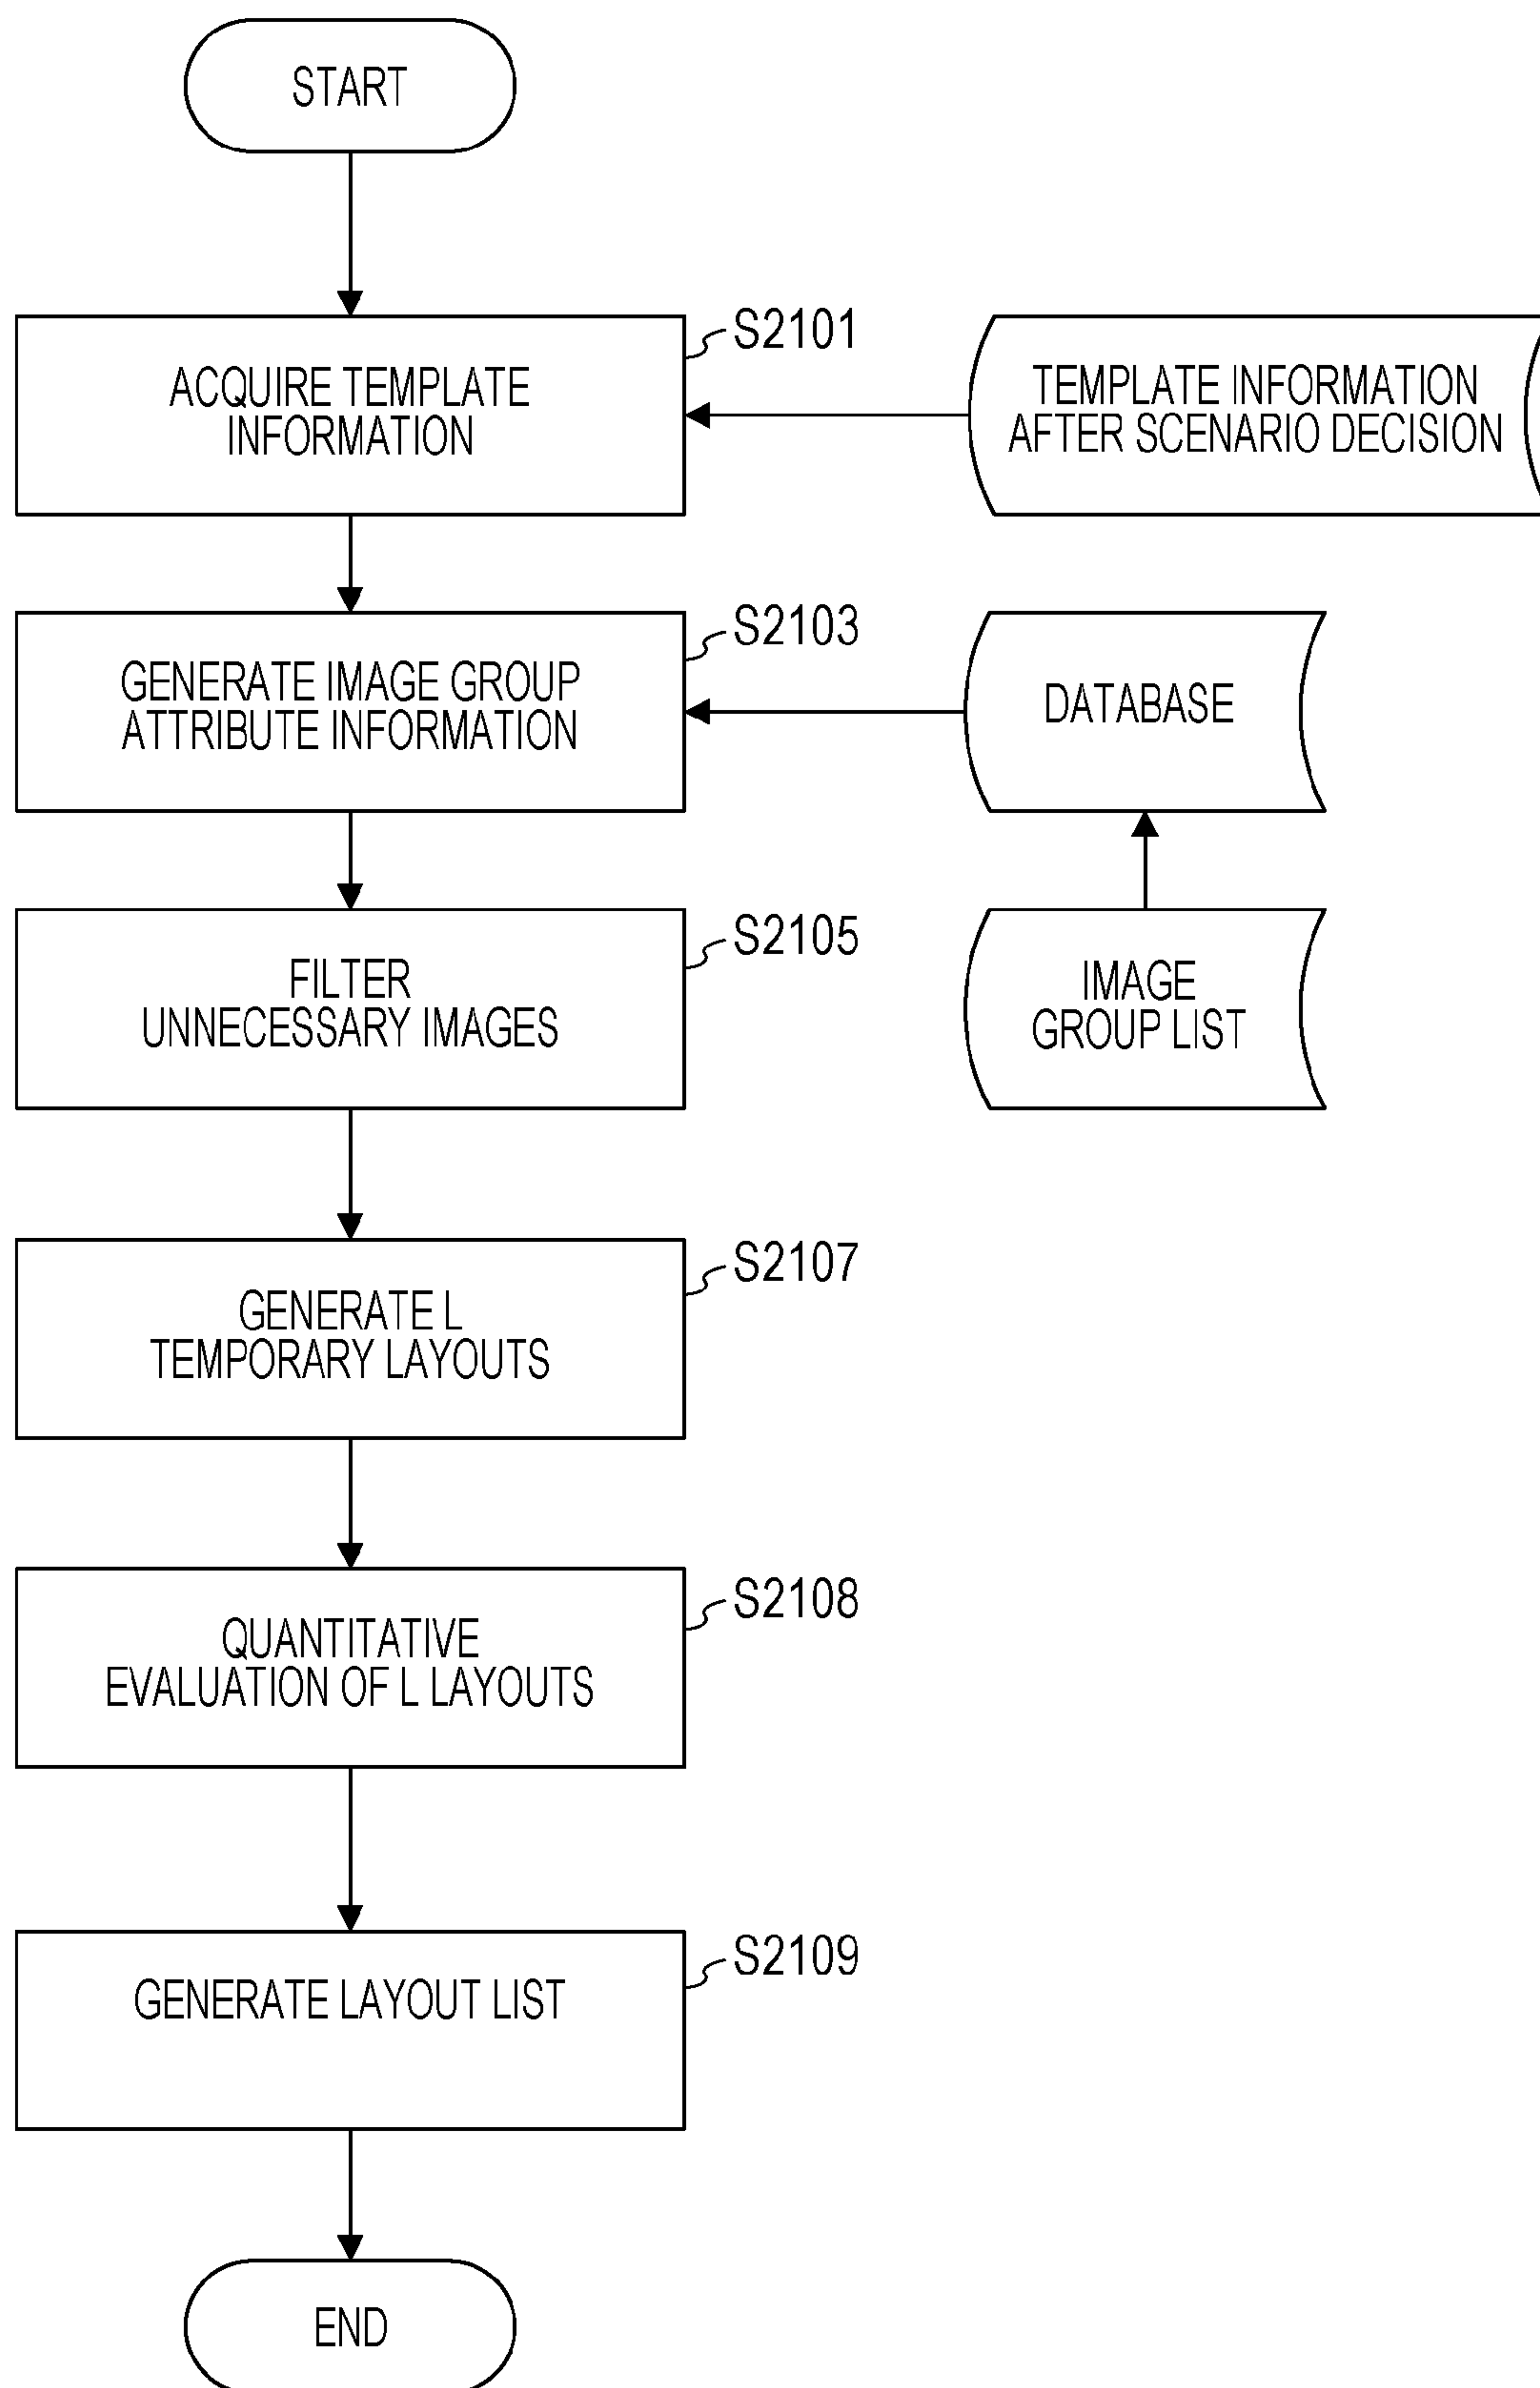 START
S2101
ACQUIRE TEMPLATE
INFORMATION
TEMPLATE INFORMATION
AFTER SCENARIO DECISION
S2103
GENERATE IMAGE GROUP
ATTRIBUTE INFORMATION
DATABASE
S2105
FILTER
UNNECESSARY IMAGES
IMAGE
GROUP LIST
S2107
GENERATE L
TEMPORARY LAYOUTS
S2108
QUANTITATIVE
EVALUATION OF L LAYOUTS
S2109
GENERATE LAYOUT LIST
END